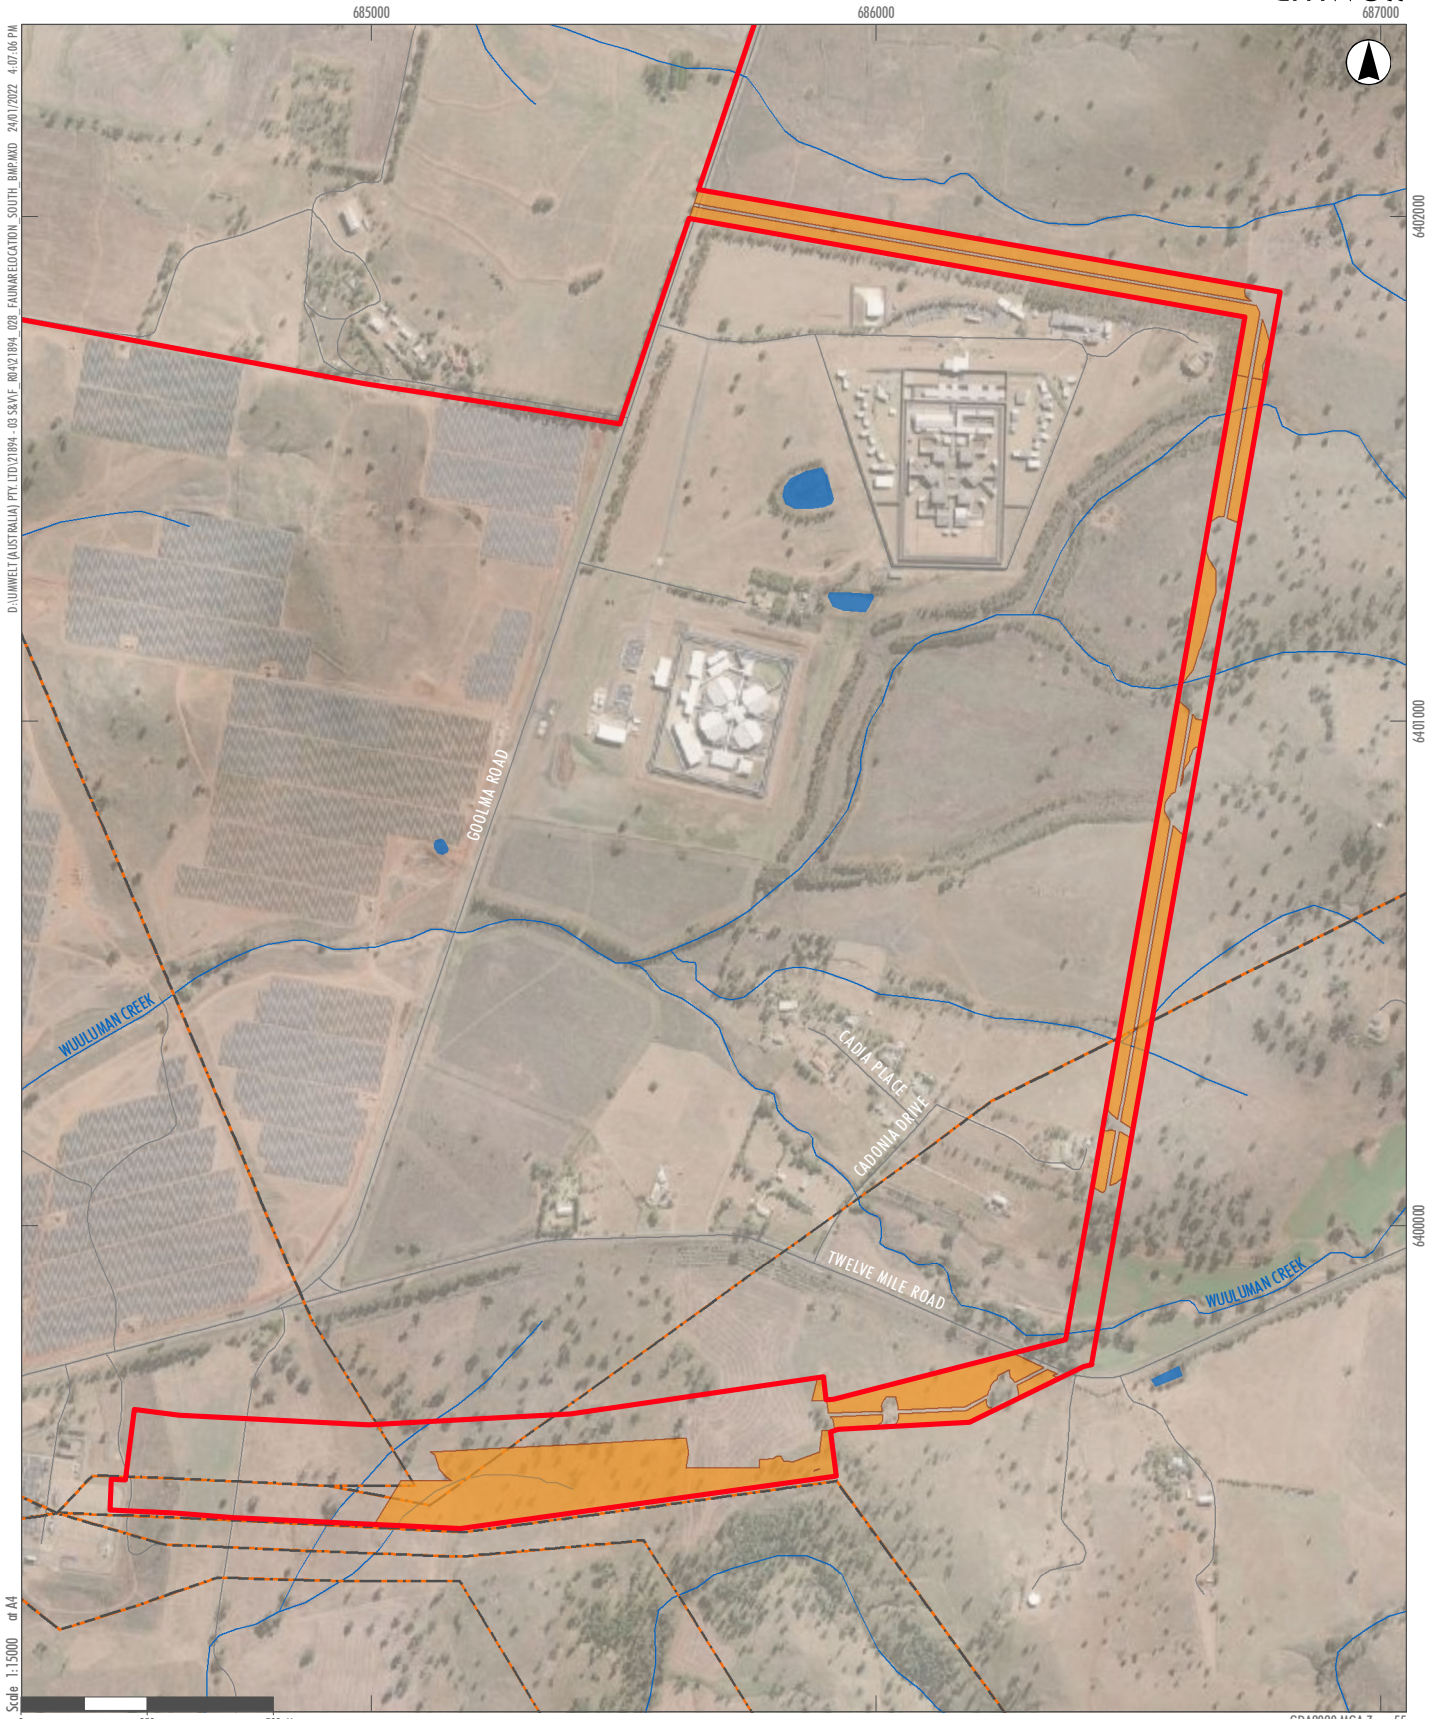 685000
686000
687000
D:\UMWELT (AUSTRALIA) PTY. LTD\21894 - 03 S&V\F_R04\21894_028_FAUNARELOCATION_SOUTH_BMP.MXD 24/01/2022 4:07:06 PM
6402000
6401000
GOOLMA ROAD
WUULUMAN CREEK
CADIA PLACE
CADONIA DRIVE
6400000
TWELVE MILE ROAD
WUULUMAN CREEK
Scale 1:15000 at A4